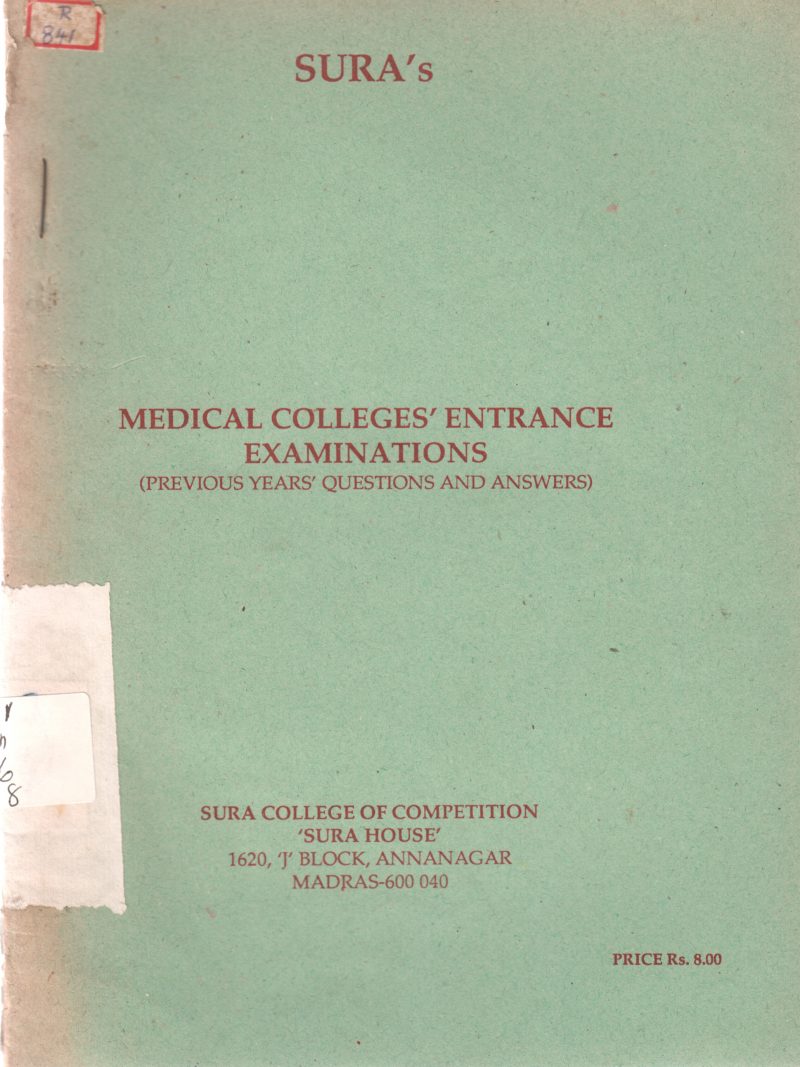 R
841
SURA's
MEDICAL COLLEGES' ENTRANCE
EXAMINATIONS
(PREVIOUS YEARS' QUESTIONS AND ANSWERS)
8
SURA COLLEGE OF COMPETITION
'SURA HOUSE'
1620, 'J' BLOCK, ANNANAGAR
MADRAS-600 040
PRICE Rs. 8.00